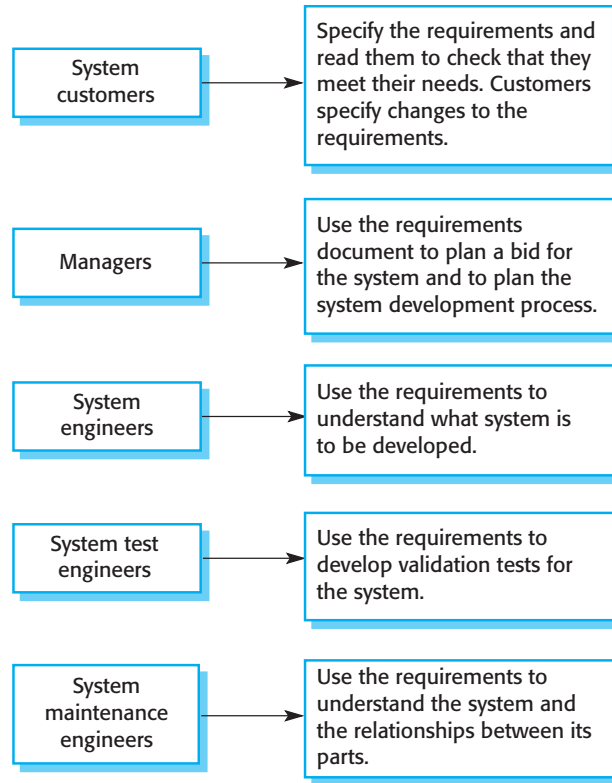 System
customers
Specify the requirements and
read them to check that they
meet their needs. Customers
specify changes to the
requirements.
Managers
Use the requirements
document to plan a bid for
the system and to plan the
system development process.
System
engineers
Use the requirements to
understand what system is
to be developed.
System test
engineers
Use the requirements to
develop validation tests for
the system.
System
maintenance
engineers
Use the requirements to
understand the system and
the relationships between its
parts.